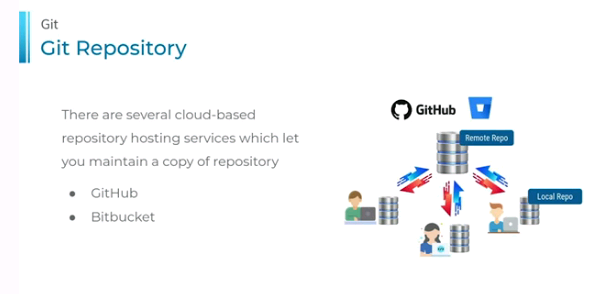 Git
Git Repository
There are several cloud-based
repository hosting services which let
you maintain a copy of repository
● GitHub
● Bitbucket
GitHub
Remote Repo
Local Repo